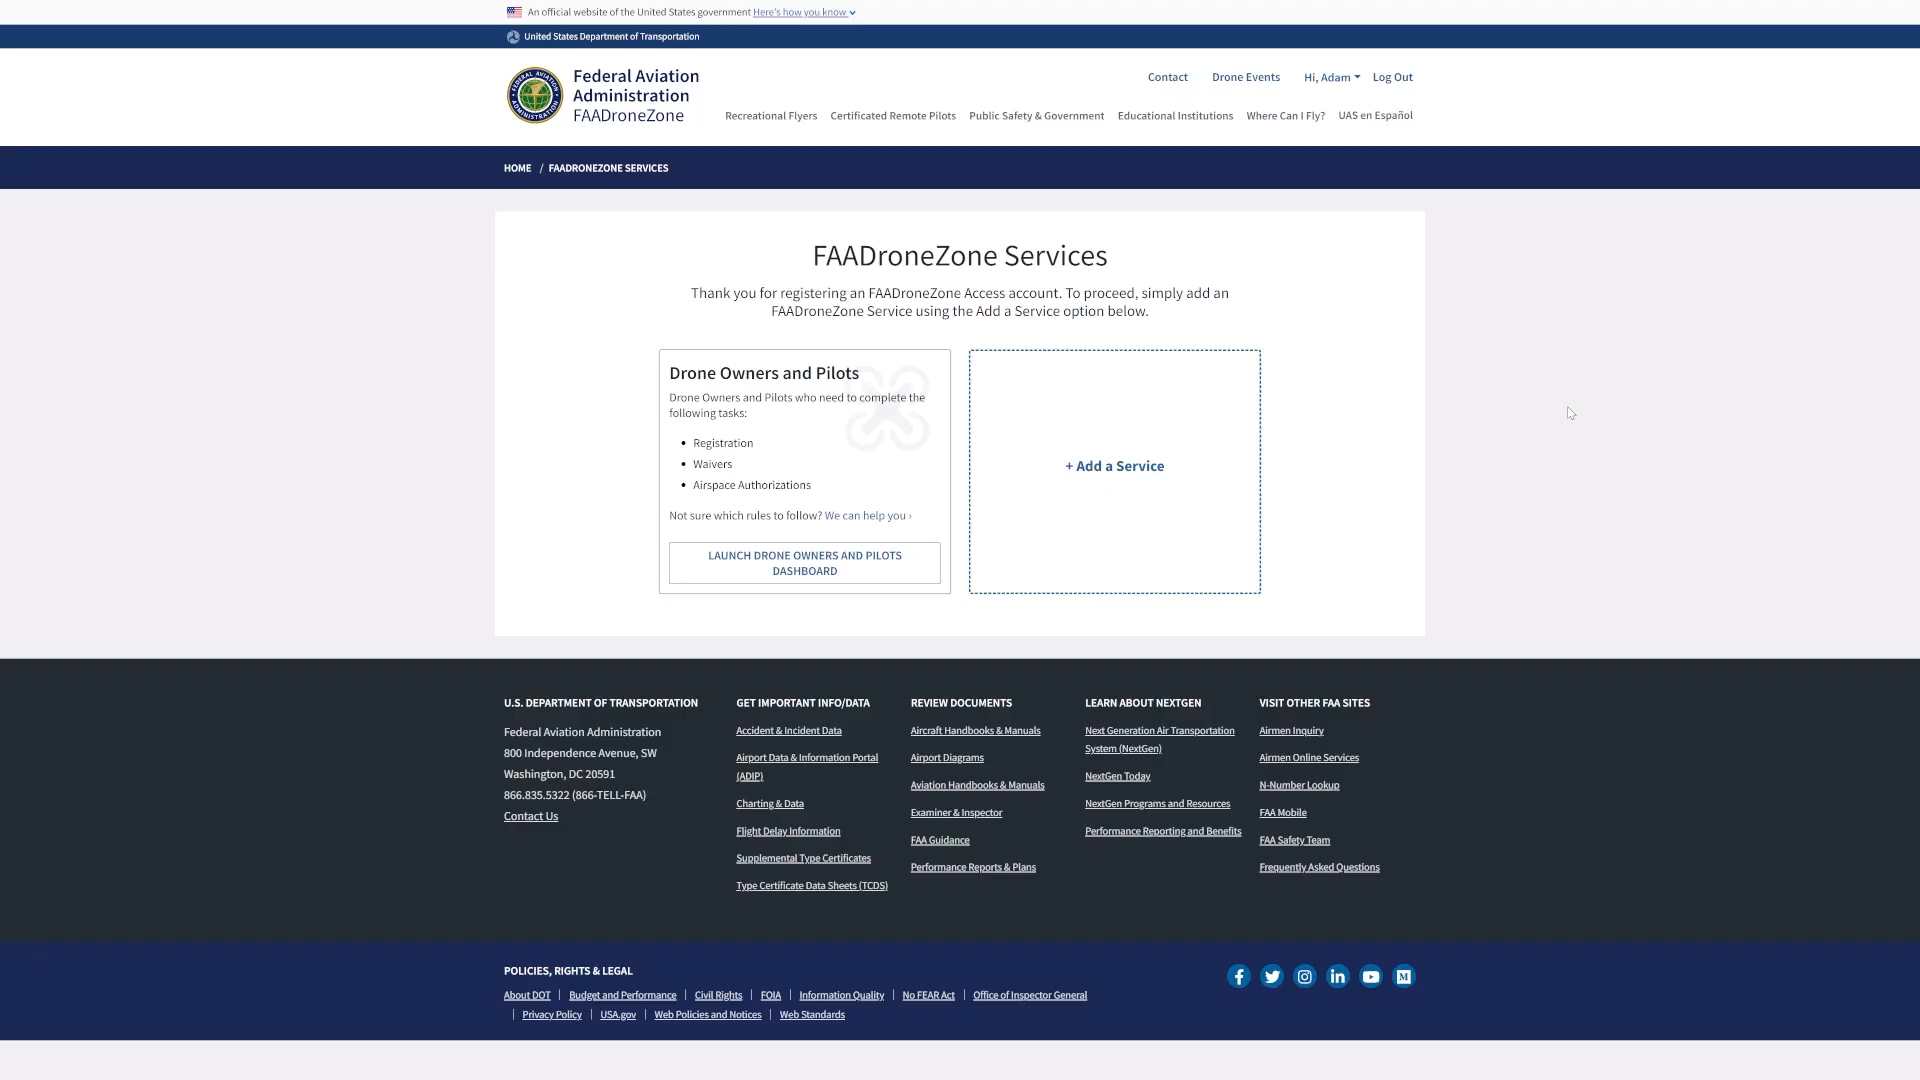 An official website of the United States government Here's how you know
United States Department of Transportation
Federal Aviation
Administration
FAADroneZone
Contact Drone Events Hi, Adam Log Out
Recreational Flyers Certificated Remote Pilots Public Safety & Government Educational Institutions Where Can I Fly? UAS en Español
HOME / FAADRONEZONE SERVICES
FAADroneZone Services
Thank you for registering an FAADroneZone Access account. To proceed, simply add an
FAADroneZone Service using the Add a Service option below.
Drone Owners and Pilots
Drone Owners and Pilots who need to complete the
following tasks:
• Registration
• Waivers
• Airspace Authorizations
Not sure which rules to follow? We can help you ›
LAUNCH DRONE OWNERS AND PILOTS
DASHBOARD
+ Add a Service
U.S. DEPARTMENT OF TRANSPORTATION
Federal Aviation Administration
800 Independence Avenue, SW
Washington, DC 20591
866.835.5322 (866-TELL-FAA)
Contact Us
GET IMPORTANT INFO/DATA
Accident & Incident Data
Airport Data & Information Portal
(ADIP)
Charting & Data
Flight Delay Information
Supplemental Type Certificates
Type Certificate Data Sheets (TCDS)
REVIEW DOCUMENTS
Aircraft Handbooks & Manuals
Airport Diagrams
Aviation Handbooks & Manuals
Examiner & Inspector
FAA Guidance
Performance Reports & Plans
LEARN ABOUT NEXTGEN
Next Generation Air Transportation
System (NextGen)
NextGen Today
NextGen Programs and Resources
Performance Reporting and Benefits
VISIT OTHER FAA SITES
Airmen Inquiry
Airmen Online Services
N-Number Lookup
FAA Mobile
FAA Safety Team
Frequently Asked Questions
POLICIES, RIGHTS & LEGAL
About DOT | Budget and Performance | Civil Rights | FOIA | Information Quality | No FEAR Act | Office of Inspector General
| Privacy Policy | USA.gov | Web Policies and Notices | Web Standards